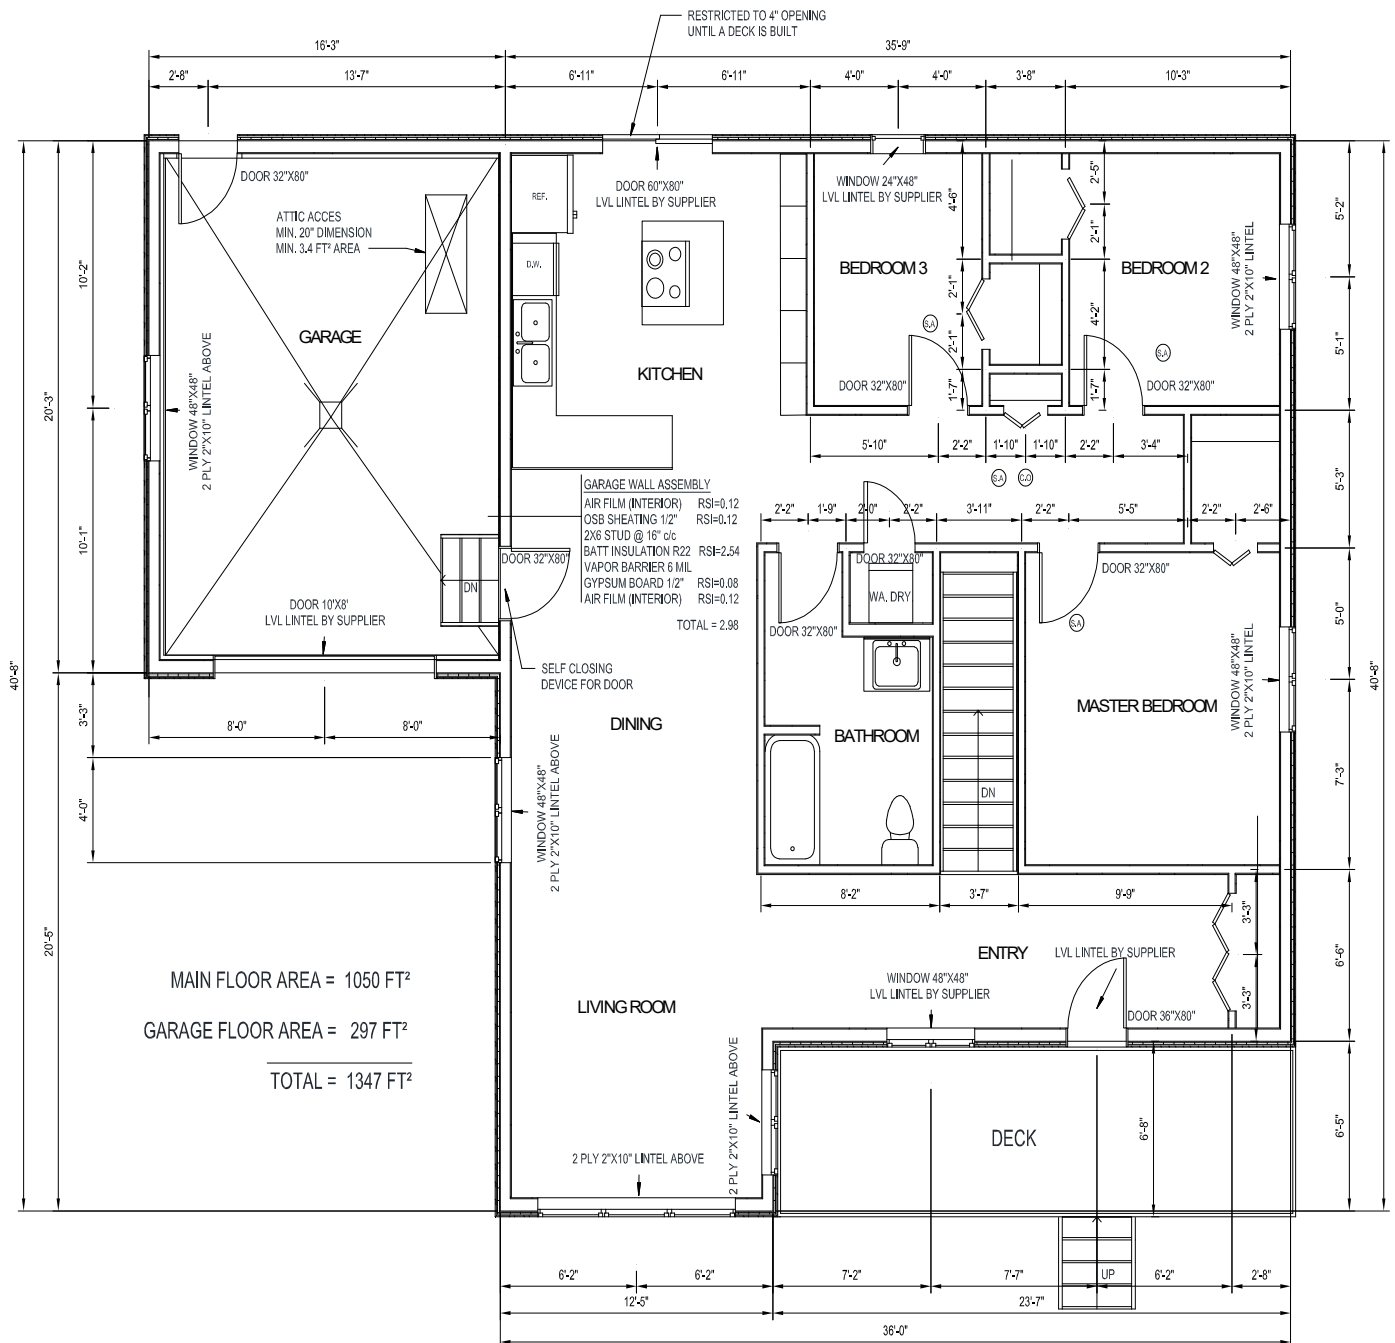 RESTRICTED TO 4" OPENING
UNTIL A DECK IS BUILT
16'-3"
35'-9"
2'-8"
13'-7"
6'-11"
6'-11"
4'-0"
4'-0"
3'-8"
10'-3"
DOOR 32"X80"
ATTIC ACCES
MIN. 20" DIMENSION
MIN. 3.4 FT² AREA
GARAGE
WINDOW 48"X48"
2 PLY 2"X10" LINTEL ABOVE
DOOR 10'X8'
LVL LINTEL BY SUPPLIER
DN
REF.
D.W.
DOOR 60"X80"
LVL LINTEL BY SUPPLIER
KITCHEN
WINDOW 24"X48"
LVL LINTEL BY SUPPLIER
BEDROOM 3
S.A
DOOR 32"X80"
4'-6"
2'-1"
2'-1"
1'-7"
2'-5"
2'-1"
4'-2"
1'-7"
BEDROOM 2
WINDOW 48"X48"
2 PLY 2"X10" LINTEL
S.A
DOOR 32"X80"
5'-2"
5'-1"
5'-3"
5'-0"
7'-3"
6'-6"
6'-5"
40'-8"
40'-8"
20'-3"
10'-2"
10'-1"
3'-3"
4'-0"
20'-5"
5'-10"
2'-2"
1'-10"
1'-10"
2'-2"
3'-4"
S.A
C.O
GARAGE WALL ASSEMBLY
AIR FILM (INTERIOR) RSI=0.12
OSB SHEATING 1/2" RSI=0.12
2X6 STUD @ 16" c/c
BATT INSULATION R22 RSI=2.54
VAPOR BARRIER 6 MIL
GYPSUM BOARD 1/2" RSI=0.08
AIR FILM (INTERIOR) RSI=0.12
TOTAL = 2.98
2'-2"
1'-9"
2'-0"
2'-2"
3'-11"
2'-2"
5'-5"
2'-2"
2'-6"
DOOR 32"X80"
DOOR 32"X80"
DOOR 32"X80"
WA. DRY
DOOR 32"X80"
S.A
SELF CLOSING
DEVICE FOR DOOR
8'-0"
8'-0"
DINING
BATHROOM
DN
MASTER BEDROOM
WINDOW 48"X48"
2 PLY 2"X10" LINTEL
WINDOW 48"X48"
2 PLY 2"X10" LINTEL ABOVE
8'-2"
3'-7"
9'-9"
3'-3"
3'-3"
ENTRY
LVL LINTEL BY SUPPLIER
WINDOW 48"X48"
LVL LINTEL BY SUPPLIER
DOOR 36"X80"
MAIN FLOOR AREA = 1050 FT²
GARAGE FLOOR AREA = 297 FT²
TOTAL = 1347 FT²
LIVING ROOM
2 PLY 2"X10" LINTEL ABOVE
2 PLY 2"X10" LINTEL ABOVE
DECK
6'-8"
UP
6'-2"
6'-2"
7'-2"
7'-7"
6'-2"
2'-8"
12'-5"
23'-7"
36'-0"